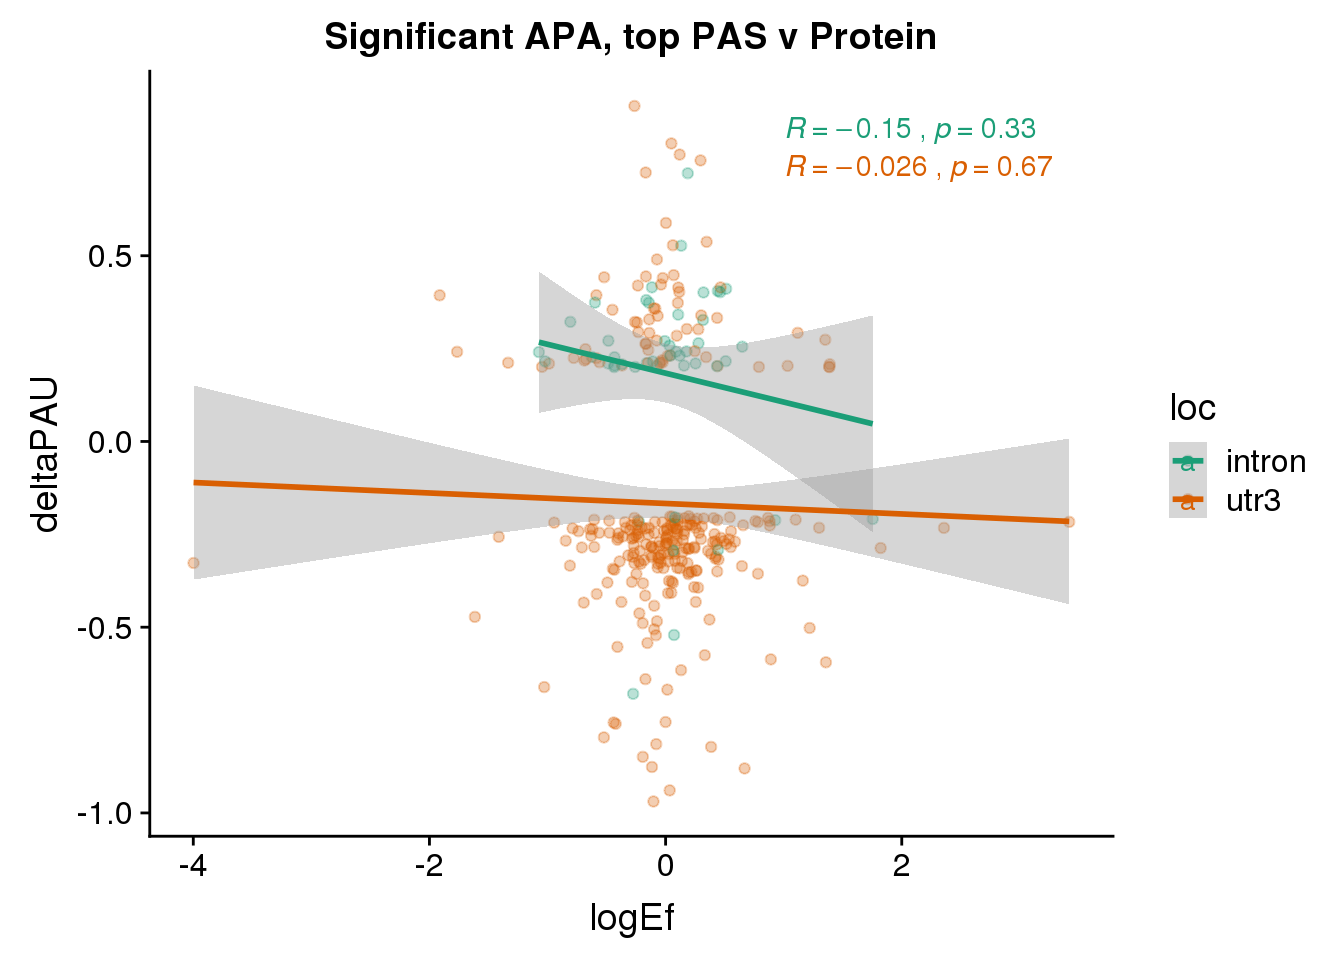 Significant APA, top PAS v Protein
R = −0.15 , p = 0.33
R = −0.026 , p = 0.67
0.5
0.0
-0.5
-1.0
deltaPAU
-4
-2
0
2
logEf
loc
a intron
a utr3